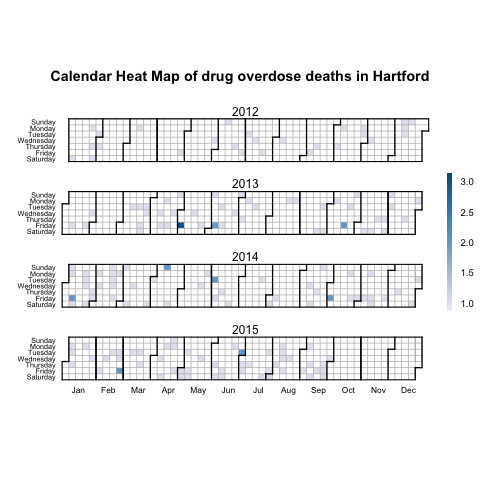 Calendar Heat Map of drug overdose deaths in Hartford
2012
Sunday
Monday
Tuesday
Wednesday
Thursday
Friday
Saturday
2013
Sunday
Monday
Tuesday
Wednesday
Thursday
Friday
Saturday
3.0
2.5
2.0
1.5
1.0
2014
Sunday
Monday
Tuesday
Wednesday
Thursday
Friday
Saturday
2015
Sunday
Monday
Tuesday
Wednesday
Thursday
Friday
Saturday
Jan Feb Mar Apr May Jun Jul Aug Sep Oct Nov Dec